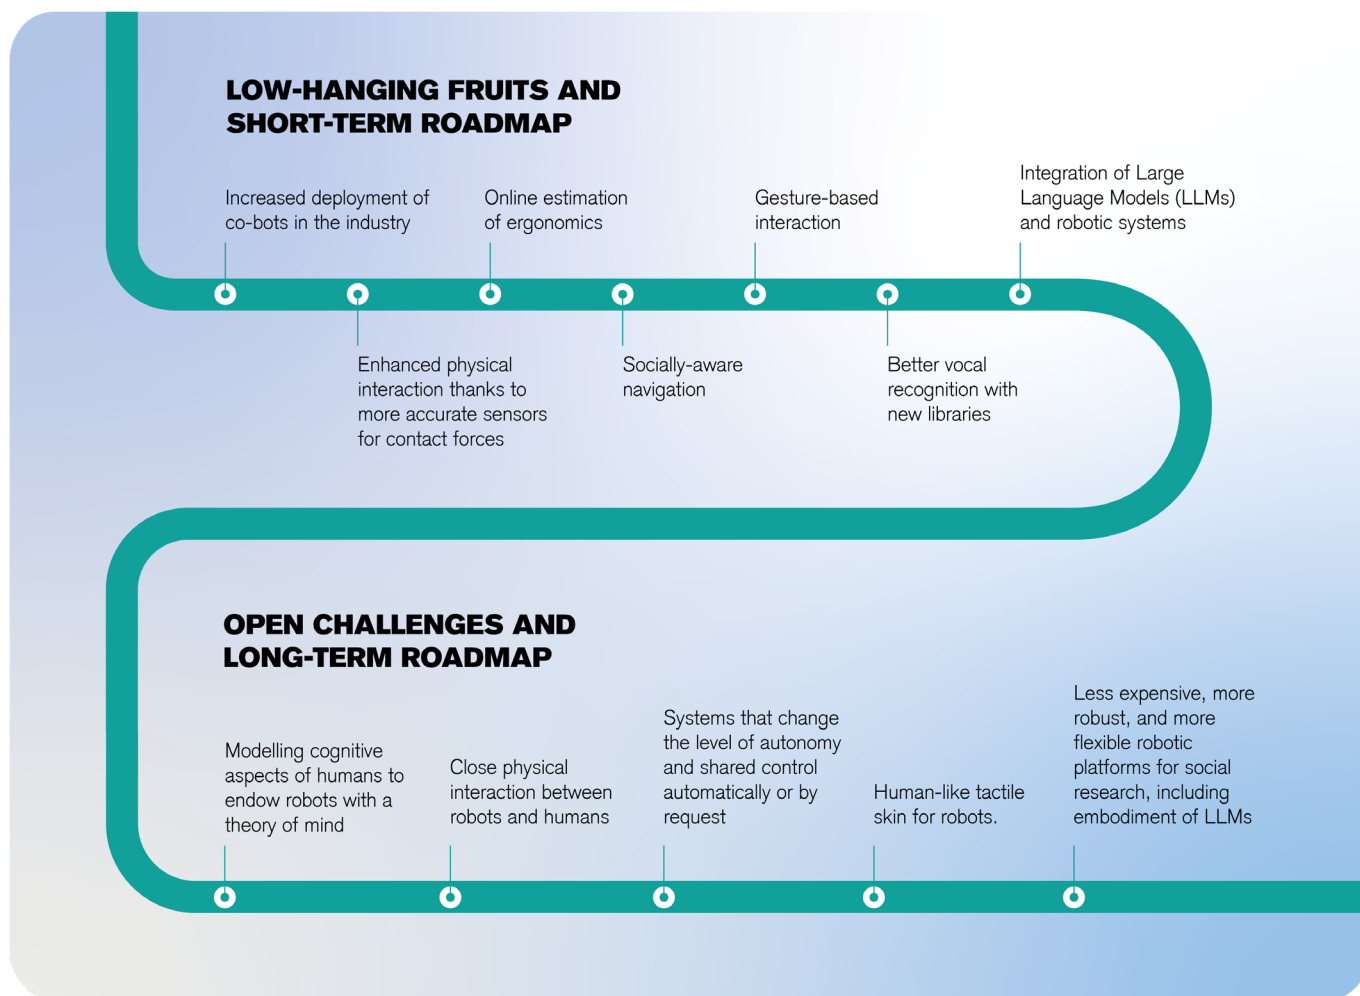 LOW-HANGING FRUITS AND
SHORT-TERM ROADMAP
Increased deployment of
co-bots in the industry
Enhanced physical
interaction thanks to
more accurate sensors
for contact forces
Online estimation
of ergonomics
Socially-aware
navigation
Gesture-based
interaction
Better vocal
recognition with
new libraries
Integration of Large
Language Models (LLMs)
and robotic systems
OPEN CHALLENGES AND
LONG-TERM ROADMAP
Modelling cognitive
aspects of humans to
endow robots with a
theory of mind
Close physical
interaction between
robots and humans
Systems that change
the level of autonomy
and shared control
automatically or by
request
Human-like tactile
skin for robots.
Less expensive, more
robust, and more
flexible robotic
platforms for social
research, including
embodiment of LLMs